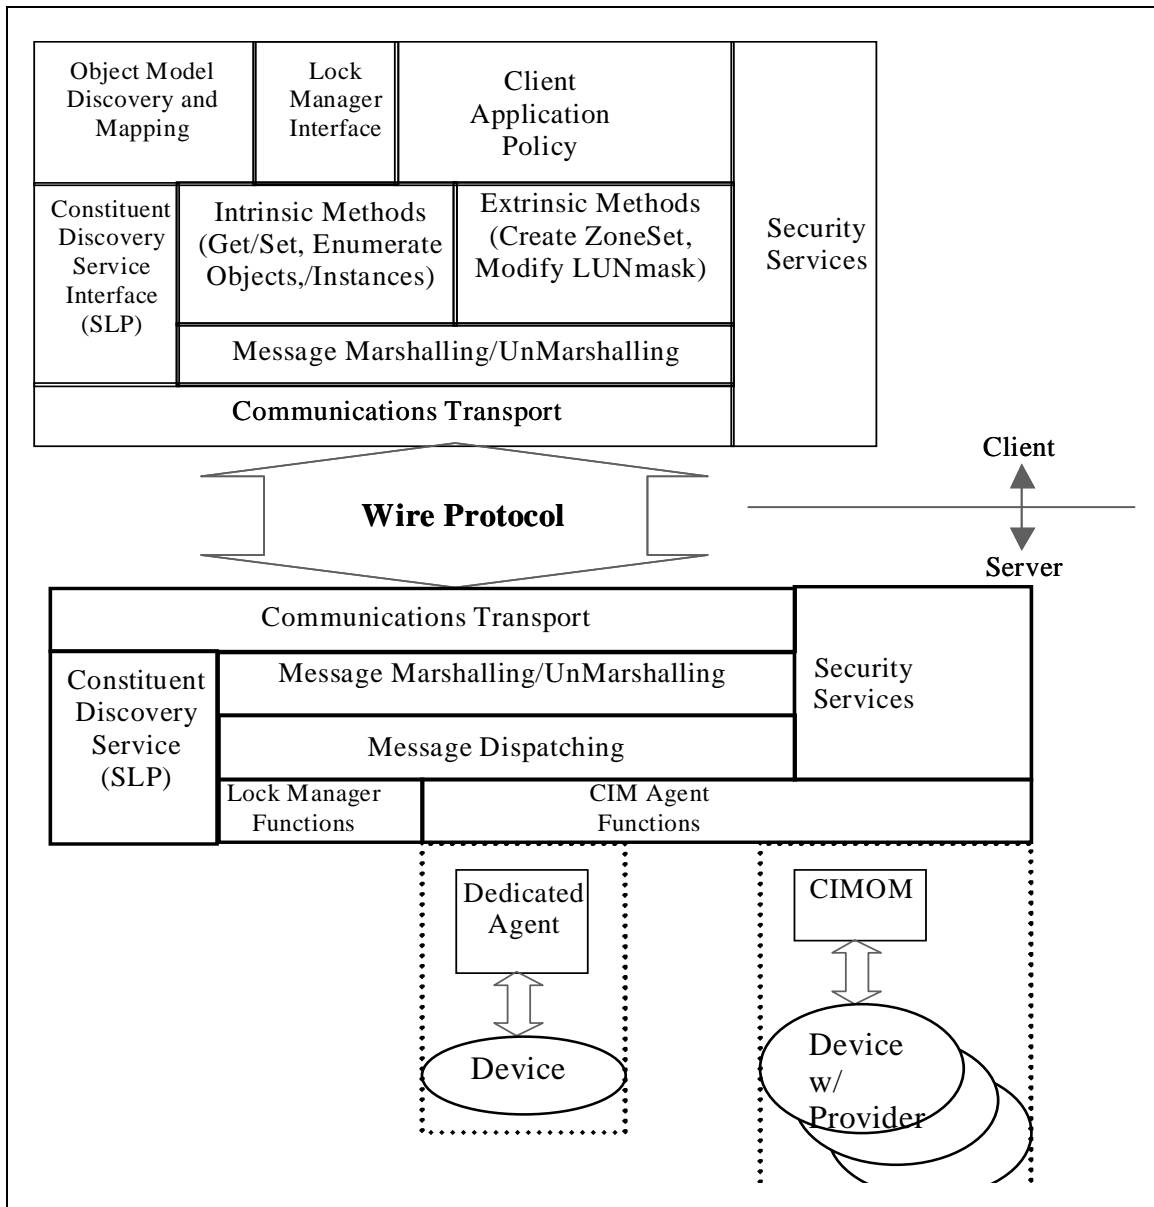 Object Model
Discovery and
Mapping
Lock
Manager
Interface
Client
Application
Policy
Security
Services
Constituent
Discovery
Service
Interface
(SLP)
Intrinsic Methods
(Get/Set, Enumerate
Objects,/Instances)
Extrinsic Methods
(Create ZoneSet,
Modify LUNmask)
Message Marshalling/UnMarshalling
Communications Transport
Client
Wire Protocol
Server
Communications Transport
Constituent
Discovery
Service
(SLP)
Message Marshalling/UnMarshalling
Security
Services
Message Dispatching
Lock Manager
Functions
CIM Agent
Functions
Dedicated
Agent
CIMOM
Device
Device
w/
Provider